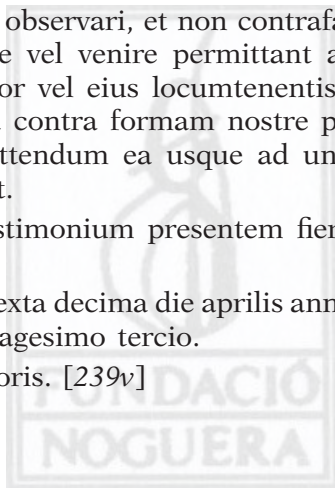 observari, et non contrafa
vel venire permittant a
or vel eius locumtenentis
contra formam nostre p
ttendum ea usque ad un
t.
stimonium presentem fier
exta decima die aprilis ann
agesimo tercio.
oris. [239v]
FUNDACIÓ
NOGUERA